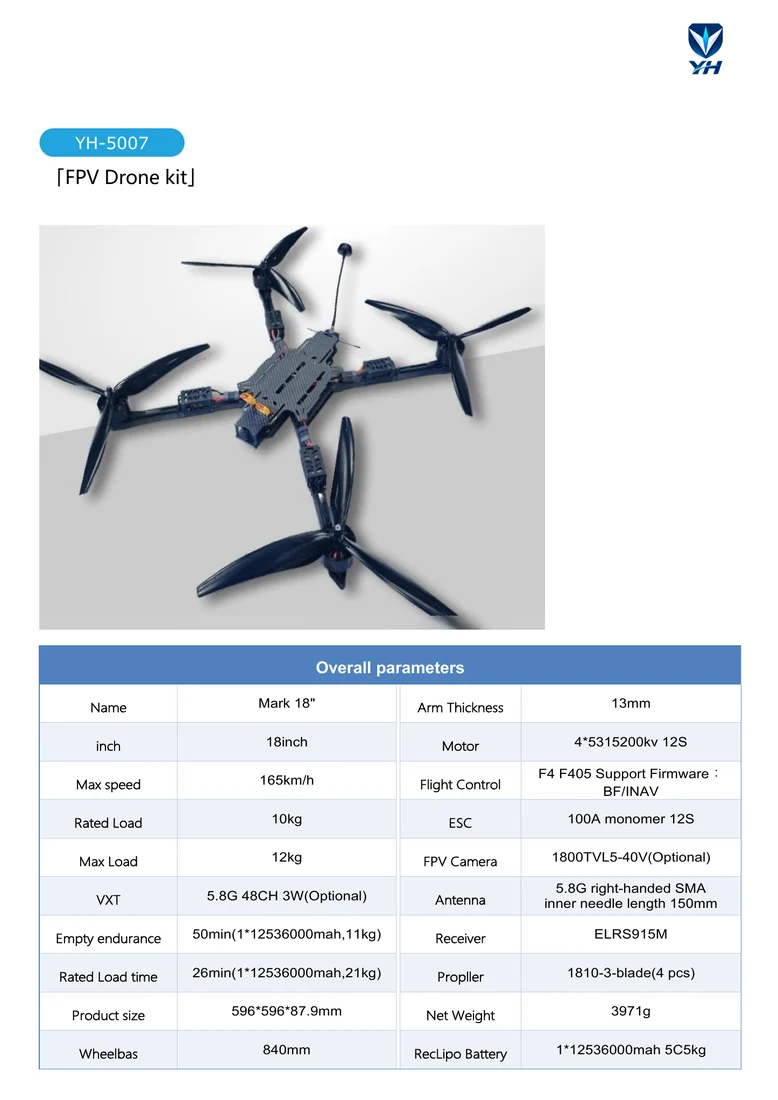 YH
YH-5007
「FPV Drone kit」
Overall parameters
Name Mark 18" Arm Thickness 13mm
inch 18inch Motor 4*5315200kv 12S
Max speed 165km/h Flight Control F4 F405 Support Firmware：
BF/INAV
Rated Load 10kg ESC 100A monomer 12S
Max Load 12kg FPV Camera 1800TVL5-40V(Optional)
VXT 5.8G 48CH 3W(Optional) Antenna 5.8G right-handed SMA
inner needle length 150mm
Empty endurance 50min(1*12536000mah,11kg) Receiver ELRS915M
Rated Load time 26min(1*12536000mah,21kg) Propller 1810-3-blade(4 pcs)
Product size 596*596*87.9mm Net Weight 3971g
Wheelbas 840mm RecLipo Battery 1*12536000mah 5C5kg